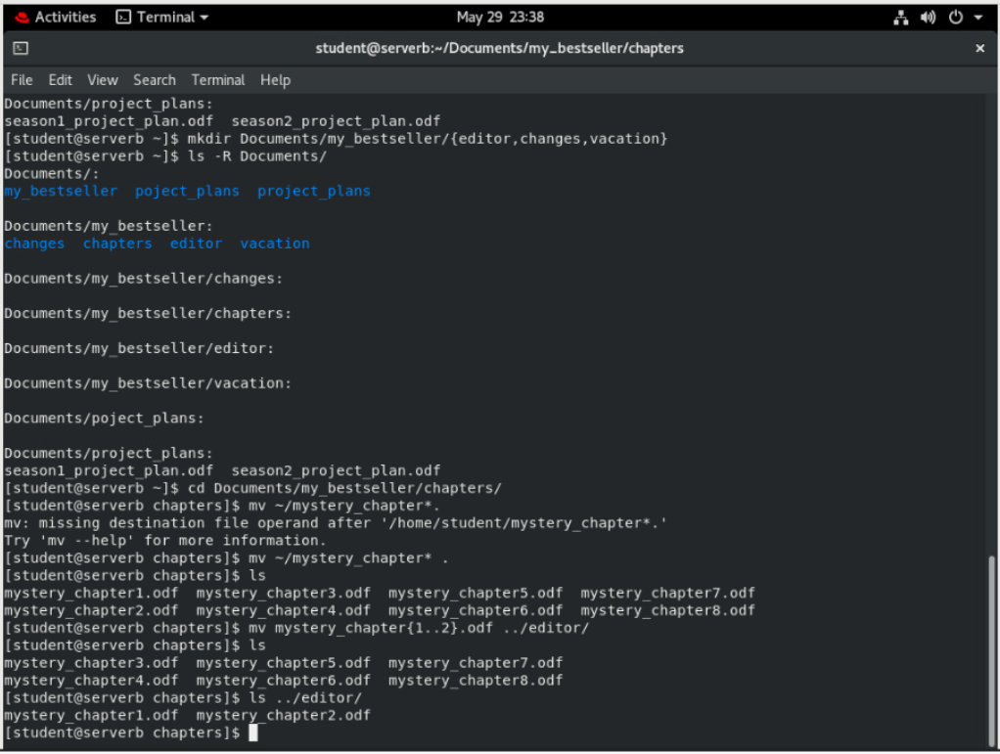 Activities Terminal May 29 23:38
student@serverb:~/Documents/my_bestseller/chapters ×
File Edit View Search Terminal Help
Documents/project_plans:
season1_project_plan.odf season2_project_plan.odf
[student@serverb ~]$ mkdir Documents/my_bestseller/{editor,changes,vacation}
[student@serverb ~]$ ls -R Documents/
Documents/:
my_bestseller poject_plans project_plans
Documents/my_bestseller:
changes chapters editor vacation
Documents/my_bestseller/changes:
Documents/my_bestseller/chapters:
Documents/my_bestseller/editor:
Documents/my_bestseller/vacation:
Documents/poject_plans:
Documents/project_plans:
season1_project_plan.odf season2_project_plan.odf
[student@serverb ~]$ cd Documents/my_bestseller/chapters/
[student@serverb chapters]$ mv ~/mystery_chapter*.
mv: missing destination file operand after '/home/student/mystery_chapter*.'
Try 'mv --help' for more information.
[student@serverb chapters]$ mv ~/mystery_chapter* .
[student@serverb chapters]$ ls
mystery_chapter1.odf mystery_chapter3.odf mystery_chapter5.odf mystery_chapter7.odf
mystery_chapter2.odf mystery_chapter4.odf mystery_chapter6.odf mystery_chapter8.odf
[student@serverb chapters]$ mv mystery_chapter{1..2}.odf ../editor/
[student@serverb chapters]$ ls
mystery_chapter3.odf mystery_chapter5.odf mystery_chapter7.odf
mystery_chapter4.odf mystery_chapter6.odf mystery_chapter8.odf
[student@serverb chapters]$ ls ../editor/
mystery_chapter1.odf mystery_chapter2.odf
[student@serverb chapters]$